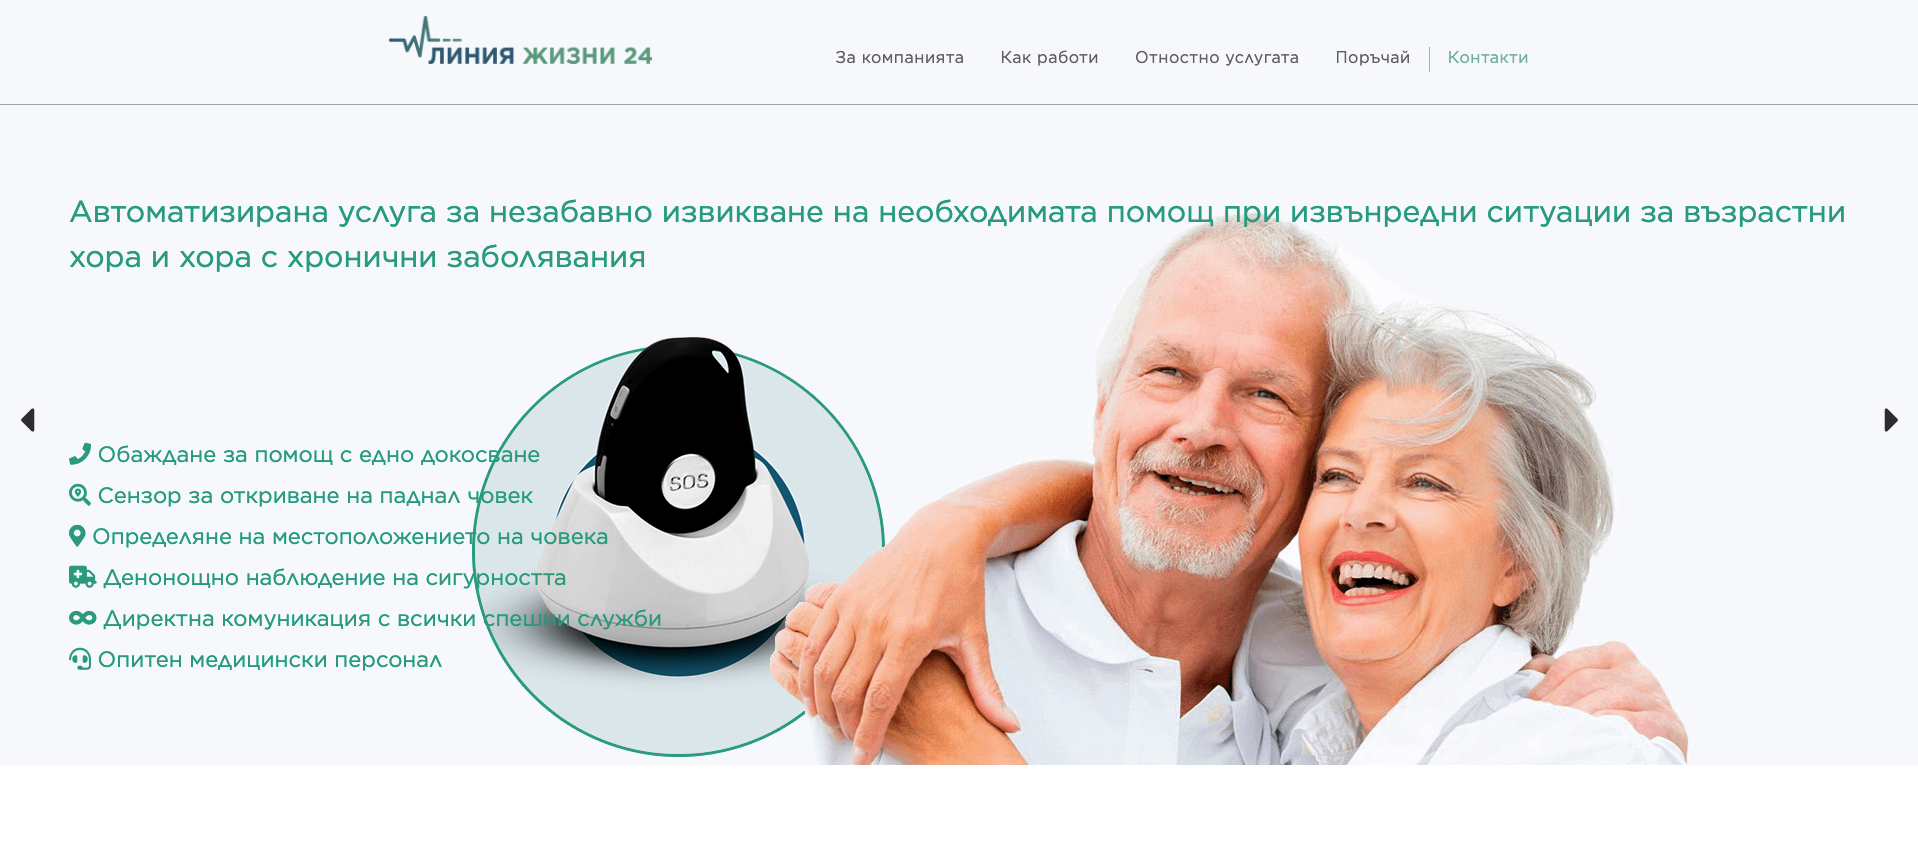 ЛИНИЯ ЖИЗНИ 24
За компанията
Как работи
Отностно услугата
Поръчай
Контакти
Автоматизирана услуга за незабавно извикване на необходимата помощ при извънредни ситуации за възрастни
хора и хора с хронични заболявания
SOS
Обаждане за помощ с едно докосване
Сензор за откриване на паднал човек
Определяне на местоположението на човека
Денонощно наблюдение на сигурността
Директна комуникация с всички спешни служби
Опитен медицински персонал